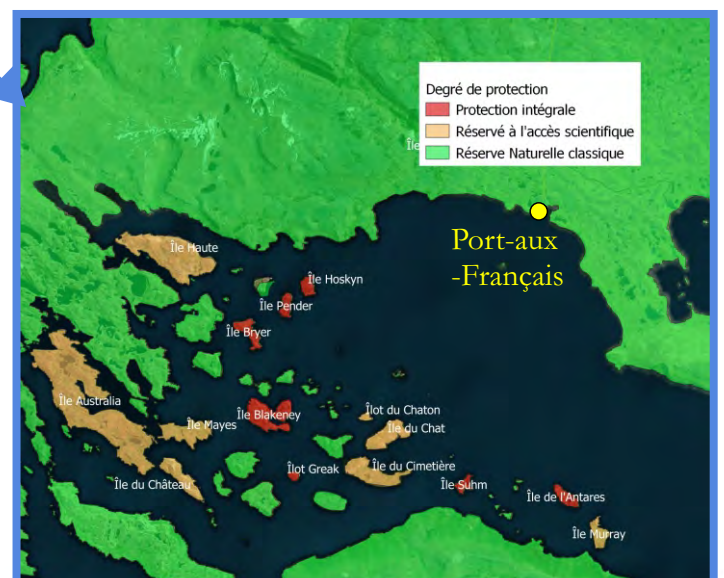 Degré de protection
Protection intégrale
Réservé à l'accès scientifique
Réserve Naturelle classique
Île
Port-aux
-Français
Île Haute
Île Hoskyn
Île Pender
Île Bryer
Île Australia
Île Mayes
Île Blakeney
Îlot du Chaton
Île du Chat
Île du Château
Îlot Greak
Île du Cimetière
Île Suhm
Île de l'Antares
Île Murray